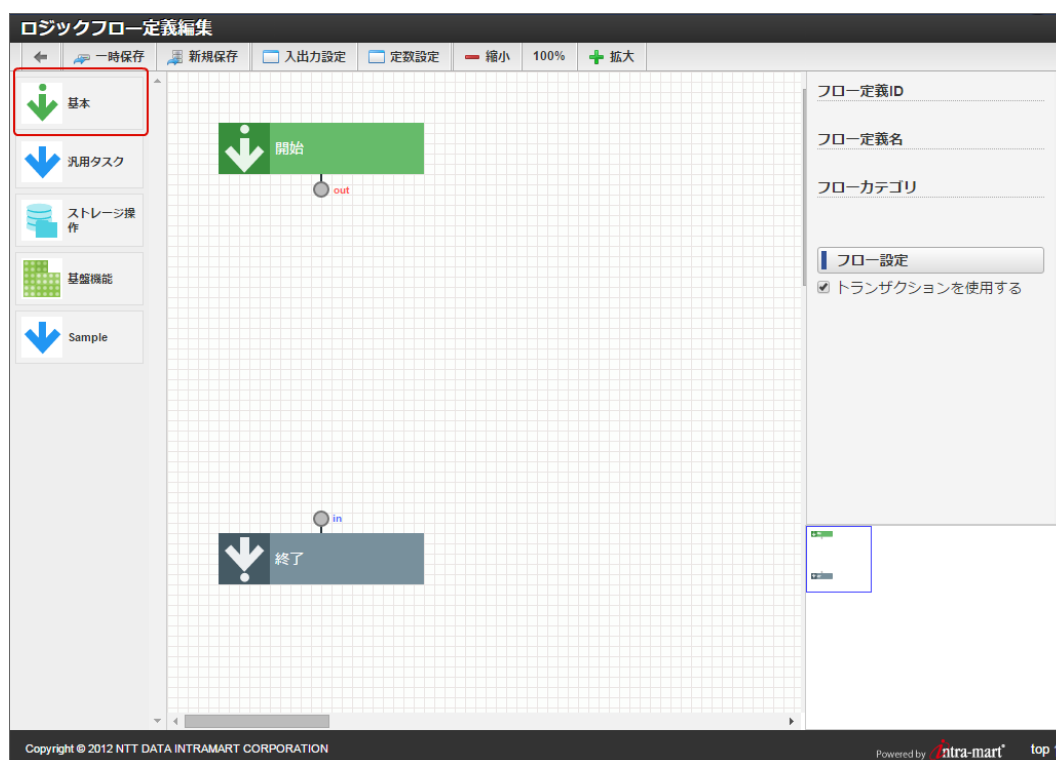 ロジックフロー定義編集
一時保存 新規保存 入出力設定 定数設定 縮小 100% 拡大
基本
汎用タスク
ストレージ操
作
基盤機能
Sample
開始
out
in
終了
フロー定義ID
フロー定義名
フローカテゴリ
フロー設定
トランザクションを使用する
Copyright © 2012 NTT DATA INTRAMART CORPORATION
Powered by intra-mart
top